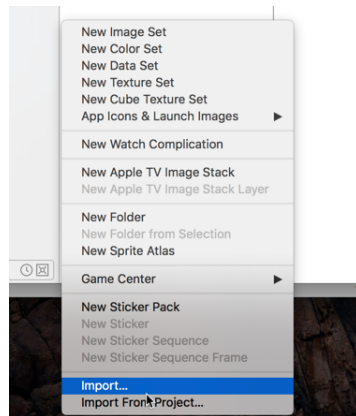 New Image Set
New Color Set
New Data Set
New Texture Set
New Cube Texture Set
App Icons & Launch Images
New Watch Complication
New Apple TV Image Stack
New Apple TV Image Stack Layer
New Folder
New Folder from Selection
New Sprite Atlas
Game Center
New Sticker Pack
New Sticker
New Sticker Sequence
New Sticker Sequence Frame
Import...
Import From Project...